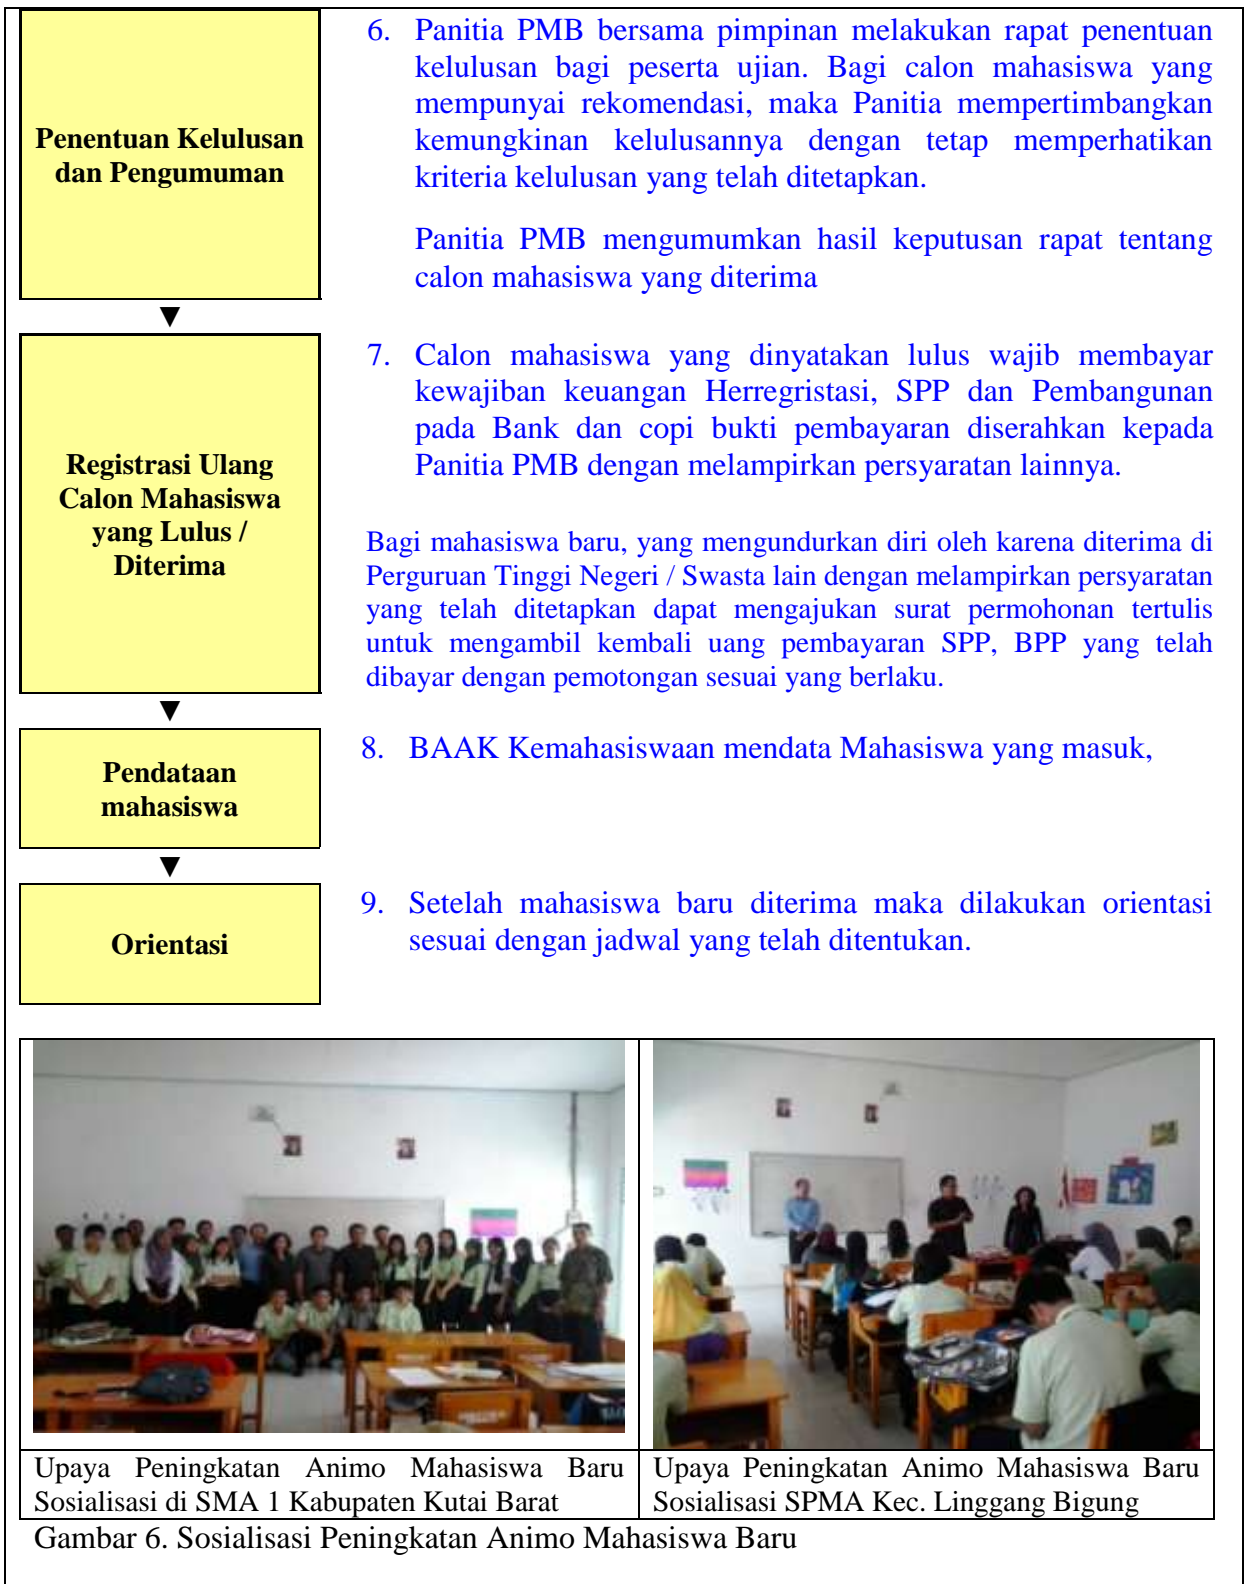 Penentuan Kelulusan
dan Pengumuman
6. Panitia PMB bersama pimpinan melakukan rapat penentuan
kelulusan bagi peserta ujian. Bagi calon mahasiswa yang
mempunyai rekomendasi, maka Panitia mempertimbangkan
kemungkinan kelulusannya dengan tetap memperhatikan
kriteria kelulusan yang telah ditetapkan.
Panitia PMB mengumumkan hasil keputusan rapat tentang
calon mahasiswa yang diterima
▼
Registrasi Ulang
Calon Mahasiswa
yang Lulus /
Diterima
7. Calon mahasiswa yang dinyatakan lulus wajib membayar
kewajiban keuangan Herregristasi, SPP dan Pembangunan
pada Bank dan copi bukti pembayaran diserahkan kepada
Panitia PMB dengan melampirkan persyaratan lainnya.
Bagi mahasiswa baru, yang mengundurkan diri oleh karena diterima di
Perguruan Tinggi Negeri / Swasta lain dengan melampirkan persyaratan
yang telah ditetapkan dapat mengajukan surat permohonan tertulis
untuk mengambil kembali uang pembayaran SPP, BPP yang telah
dibayar dengan pemotongan sesuai yang berlaku.
▼
Pendataan
mahasiswa
8. BAAK Kemahasiswaan mendata Mahasiswa yang masuk,
▼
Orientasi
9. Setelah mahasiswa baru diterima maka dilakukan orientasi
sesuai dengan jadwal yang telah ditentukan.
Upaya Peningkatan Animo Mahasiswa Baru
Sosialisasi di SMA 1 Kabupaten Kutai Barat
Upaya Peningkatan Animo Mahasiswa Baru
Sosialisasi SPMA Kec. Linggang Bigung
Gambar 6. Sosialisasi Peningkatan Animo Mahasiswa Baru